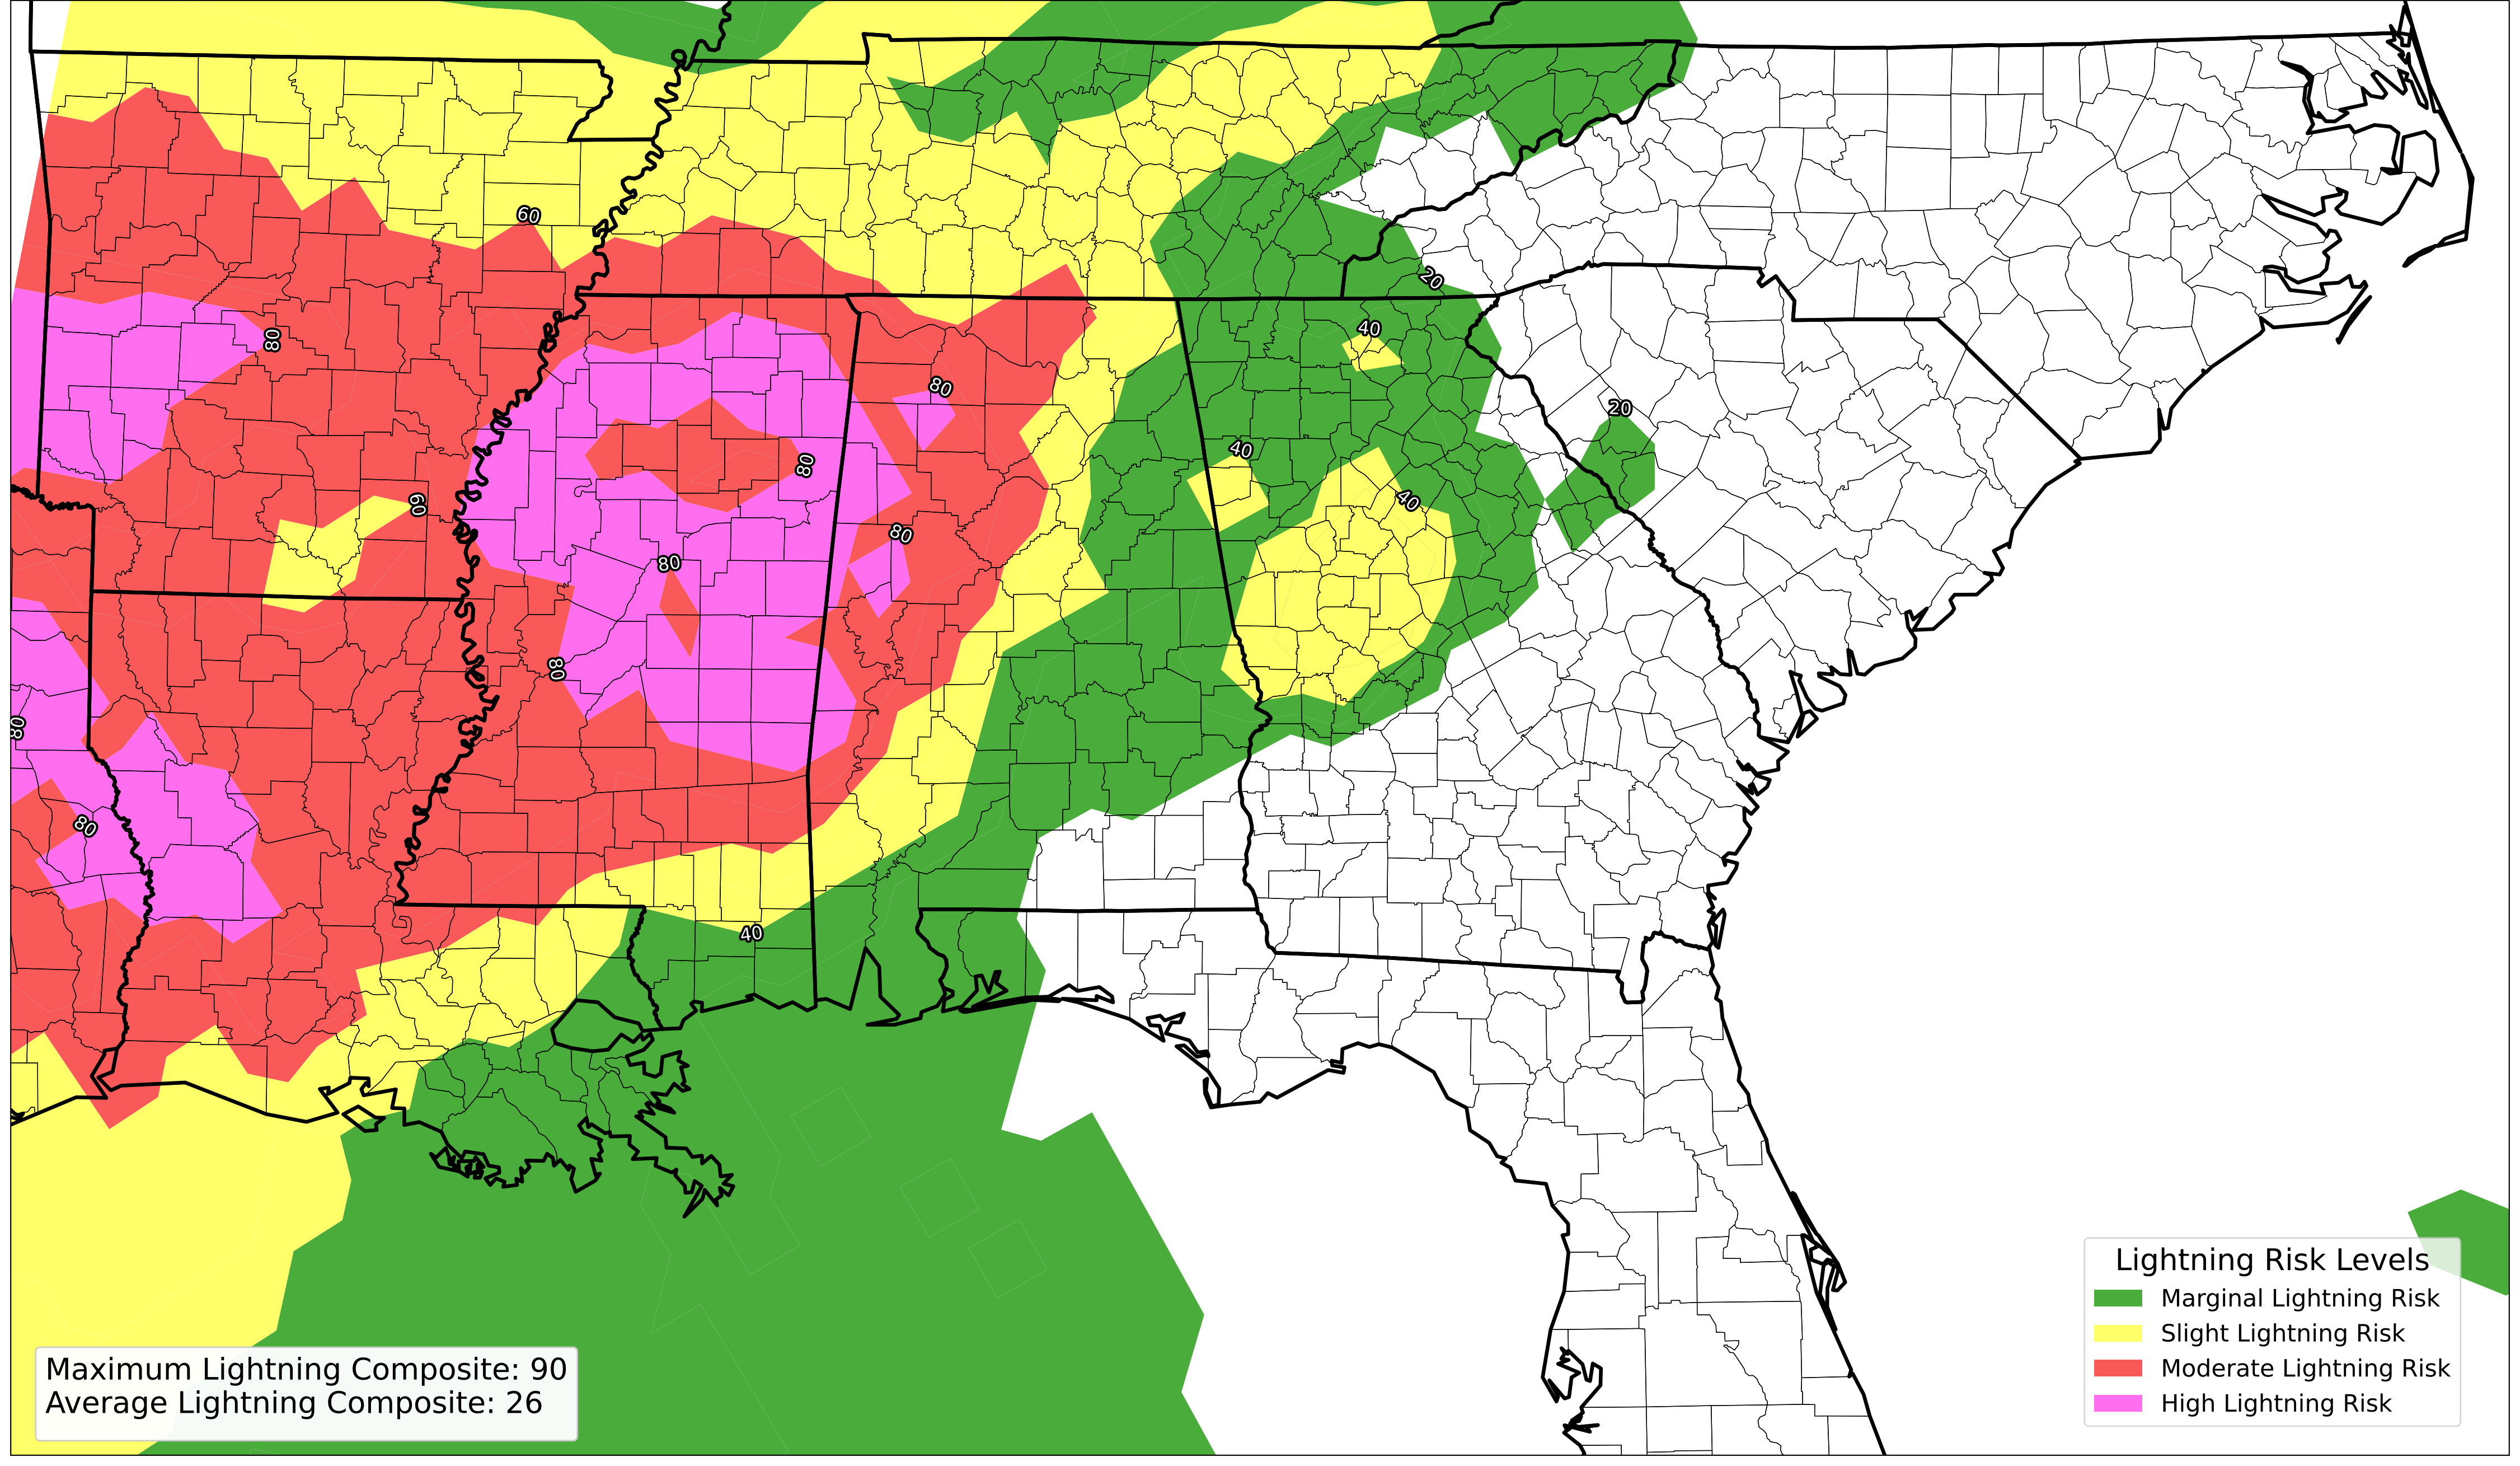 60
20
80
40
80
20
40
80
60
40
80
80
80
80
80
40
Lightning Risk Levels
Marginal Lightning Risk
Slight Lightning Risk
Moderate Lightning Risk
High Lightning Risk
Maximum Lightning Composite: 90
Average Lightning Composite: 26